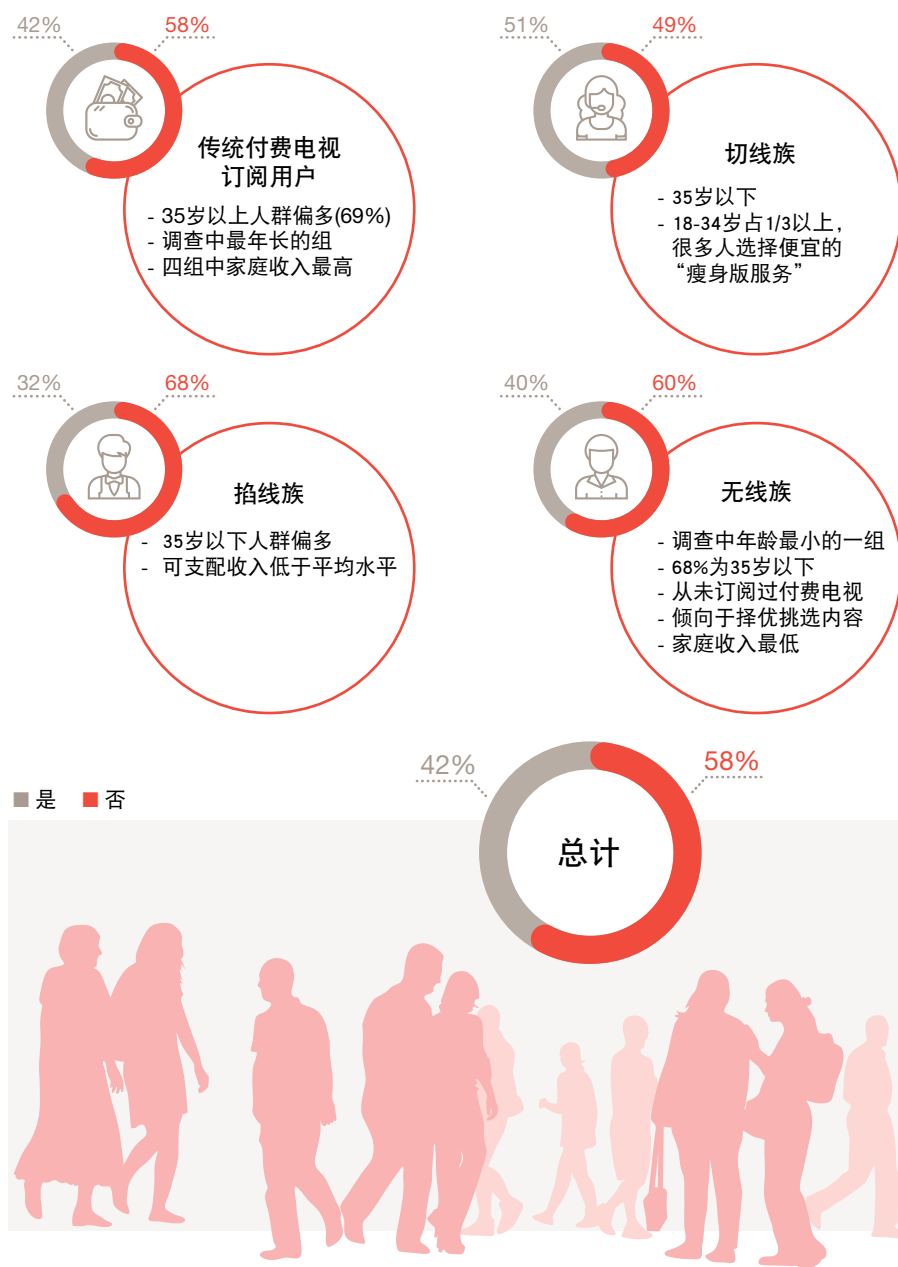 42%
58%
传统付费电视
订阅用户
- 35岁以上人群偏多(69%)
- 调查中最年长的组
- 四组中家庭收入最高
51%
49%
切线族
- 35岁以下
- 18-34岁占1/3以上，
很多人选择便宜的
“瘦身版服务”
32%
68%
掐线族
- 35岁以下人群偏多
- 可支配收入低于平均水平
40%
60%
无线族
- 调查中年龄最小的一组
- 68%为35岁以下
- 从未订阅过付费电视
- 倾向于择优挑选内容
- 家庭收入最低
42%
58%
总计
是 否